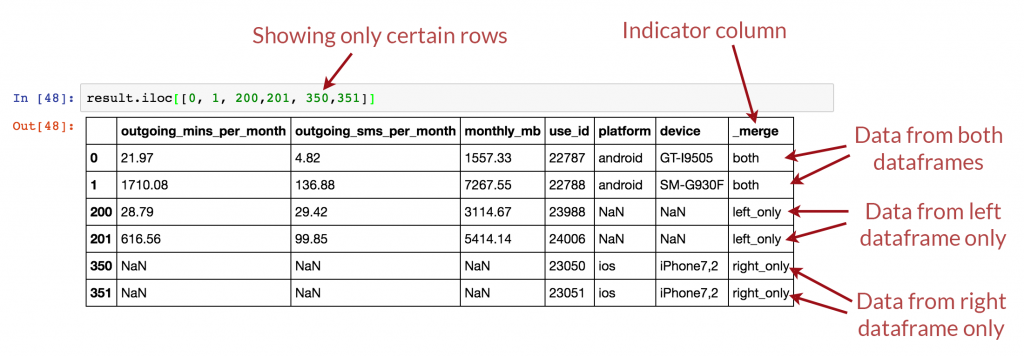 Showing only certain rows
Indicator column
In [48]: result.iloc[[0, 1, 200,201, 350,351]]
Out[48]:
outgoing_mins_per_month outgoing_sms_per_month monthly_mb use_id platform device _merge
0 21.97 4.82 1557.33 22787 android GT-I9505 both
1 1710.08 136.88 7267.55 22788 android SM-G930F both
200 28.79 29.42 3114.67 23988 NaN NaN left_only
201 616.56 99.85 5414.14 24006 NaN NaN left_only
350 NaN NaN NaN 23050 ios iPhone7,2 right_only
351 NaN NaN NaN 23051 ios iPhone7,2 right_only
Data from both
dataframes
Data from left
dataframe only
Data from right
dataframe only